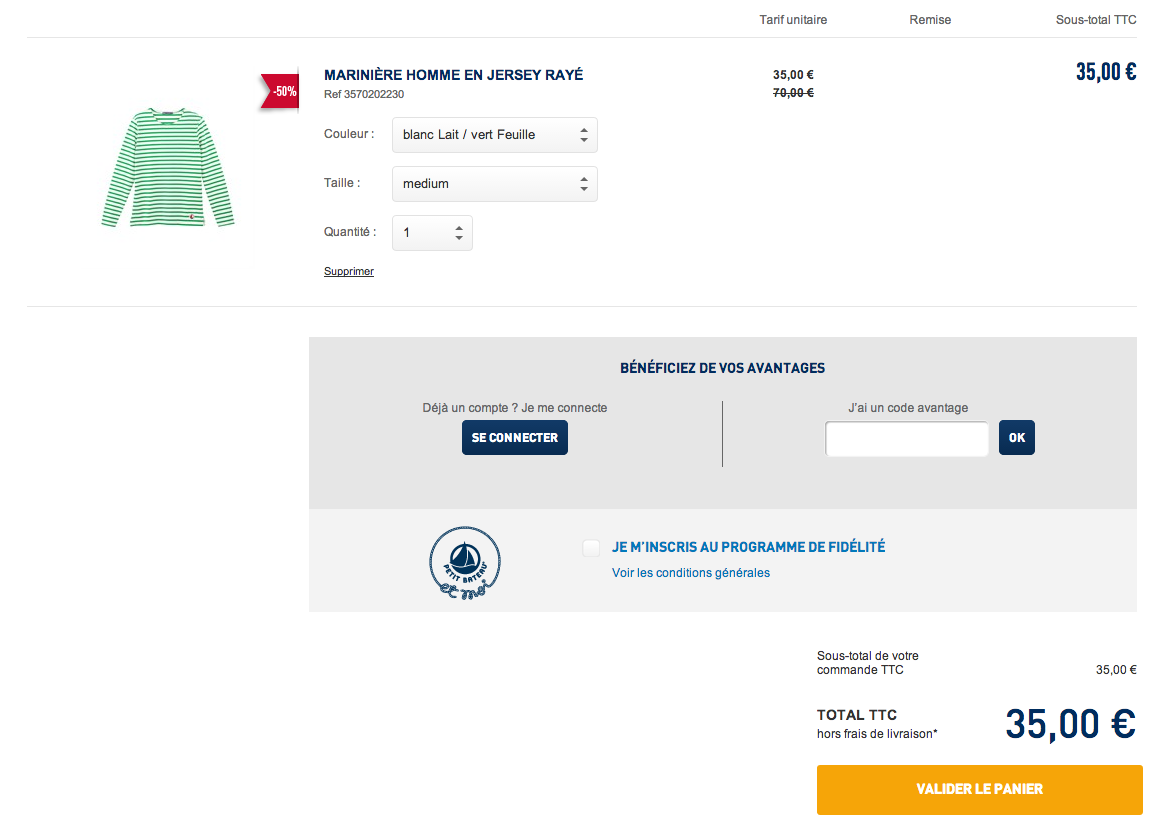 Tarif unitaire Remise Sous-total TTC
-50%
MARINIÈRE HOMME EN JERSEY RAYÉ
35,00 €
35,00 €
Ref 3570202230
70,00 €
Couleur :
blanc Lait / vert Feuille
Taille :
medium
Quantité :
1
Supprimer
BÉNÉFICIEZ DE VOS AVANTAGES
Déjà un compte ? Je me connecte
SE CONNECTER
J'ai un code avantage
OK
PETIT BATEAU
et moi
JE M'INSCRIS AU PROGRAMME DE FIDÉLITÉ
Voir les conditions générales
Sous-total de votre
commande TTC
35,00 €
TOTAL TTC
hors frais de livraison*
35,00 €
VALIDER LE PANIER